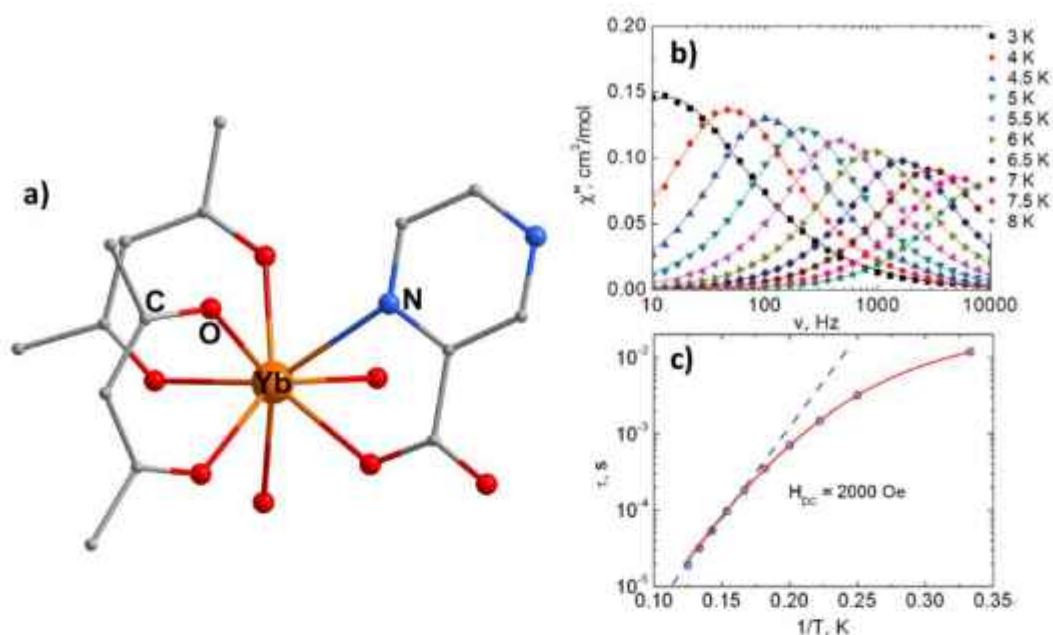 a)
C
O
N
Yb
b)
0.20
0.15
0.10
0.05
0.00
χ", cm³/mol
10
100
1000
10000
ν, Hz
3 K
4 K
4.5 K
5 K
5.5 K
6 K
6.5 K
7 K
7.5 K
8 K
c)
10⁻²
10⁻³
10⁻⁴
10⁻⁵
τ, s
H_DC = 2000 Oe
0.10
0.15
0.20
0.25
0.30
0.35
1/T, K